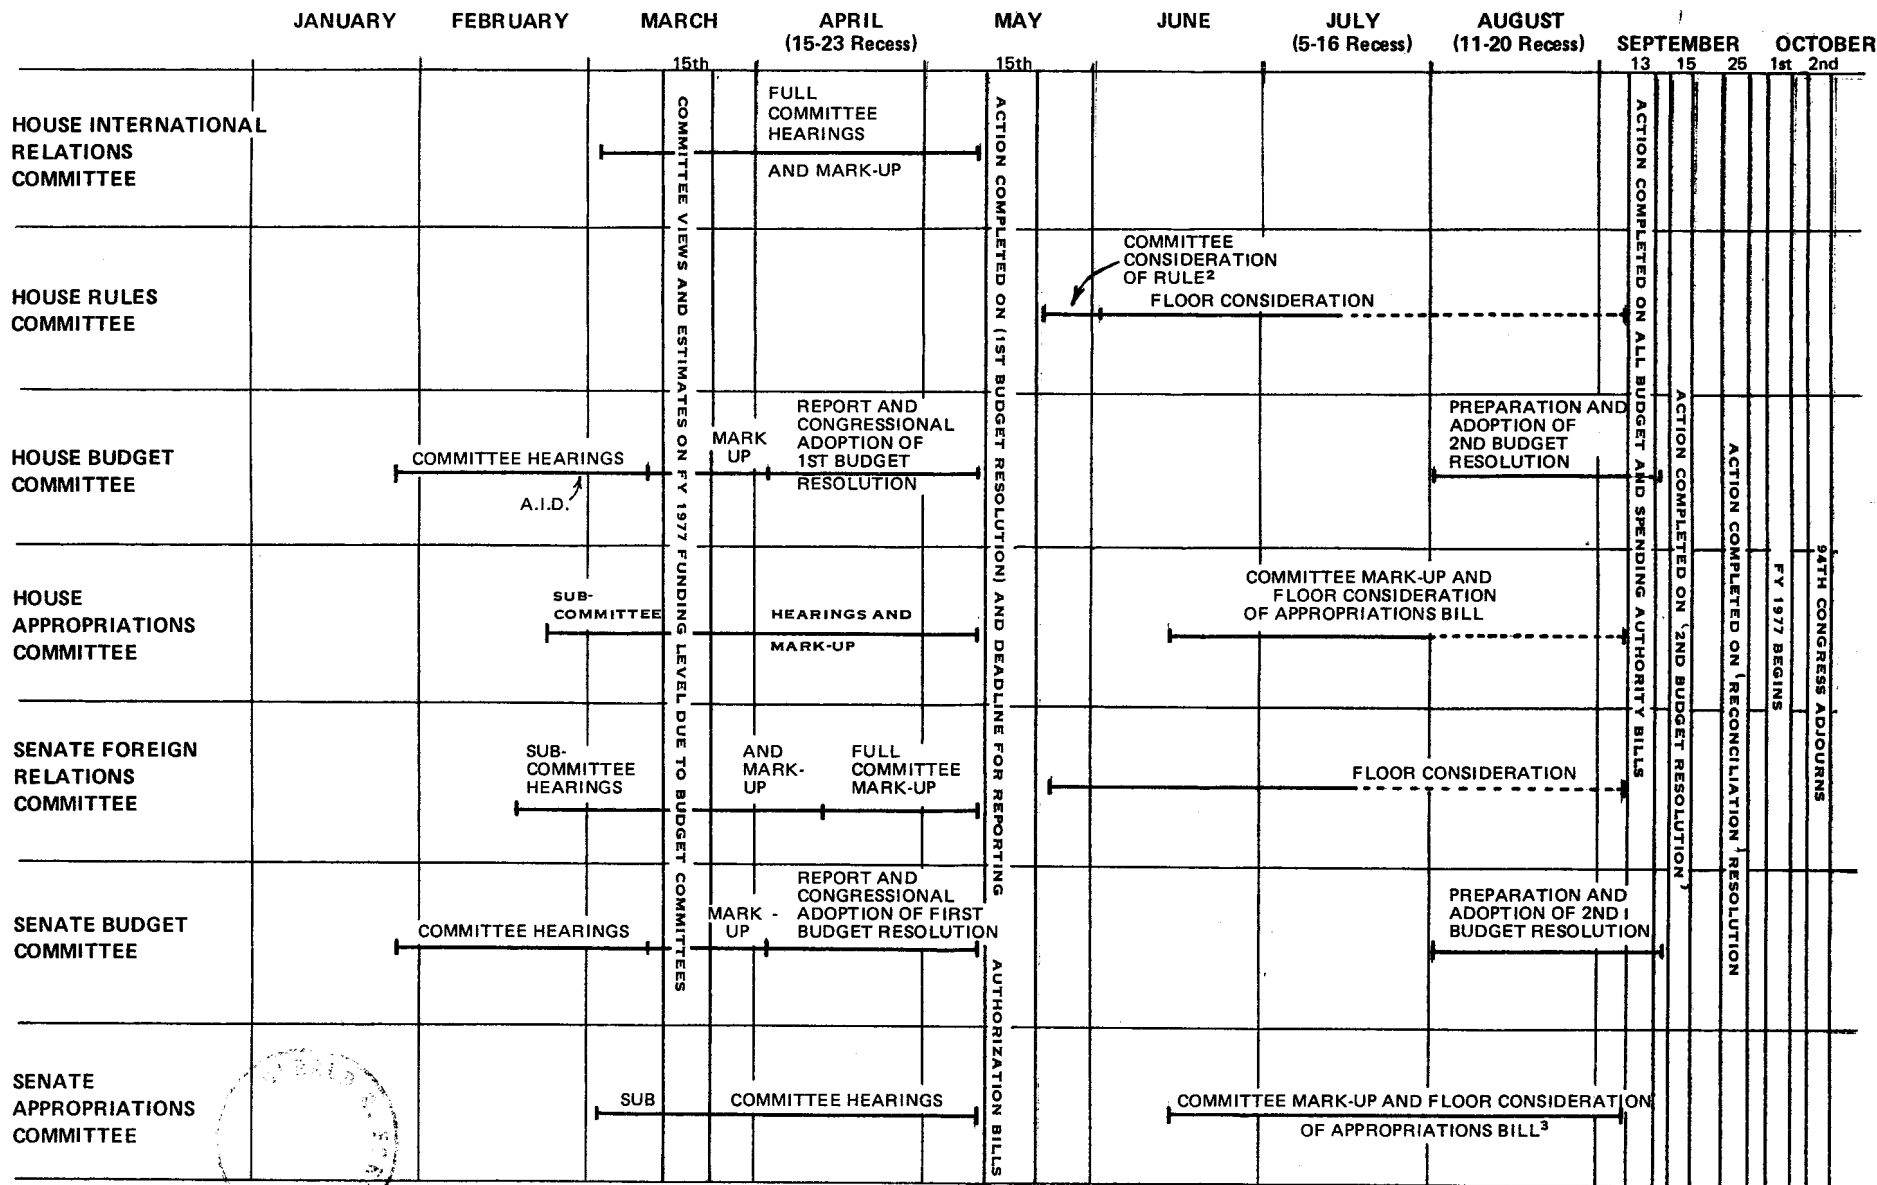 JANUARY FEBRUARY MARCH APRIL MAY JUNE JULY AUGUST
(15-23 Recess) (5-16 Recess) (11-20 Recess) SEPTEMBER OCTOBER
15th 15th 13 15 25 1st 2nd
HOUSE INTERNATIONAL
RELATIONS
COMMITTEE
FULL
COMMITTEE
HEARINGS
AND MARK-UP
HOUSE RULES
COMMITTEE
COMMITTEE
CONSIDERATION
OF RULE²
FLOOR CONSIDERATION
HOUSE BUDGET
COMMITTEE
COMMITTEE HEARINGS
A.I.D.
MARK
UP
REPORT AND
CONGRESSIONAL
ADOPTION OF
1ST BUDGET
RESOLUTION
PREPARATION AND
ADOPTION OF
2ND BUDGET
RESOLUTION
HOUSE
APPROPRIATIONS
COMMITTEE
SUB-
COMMITTEE
HEARINGS AND
MARK-UP
COMMITTEE MARK-UP AND
FLOOR CONSIDERATION
OF APPROPRIATIONS BILL
SENATE FOREIGN
RELATIONS
COMMITTEE
SUB-
COMMITTEE
HEARINGS
AND
MARK-
UP
FULL
COMMITTEE
MARK-UP
FLOOR CONSIDERATION
SENATE BUDGET
COMMITTEE
COMMITTEE HEARINGS
MARK -
UP
REPORT AND
CONGRESSIONAL
ADOPTION OF FIRST
BUDGET RESOLUTION
PREPARATION AND
ADOPTION OF 2ND
BUDGET RESOLUTION
SENATE
APPROPRIATIONS
COMMITTEE
SUB COMMITTEE HEARINGS
COMMITTEE MARK-UP AND FLOOR CONSIDERATION
OF APPROPRIATIONS BILL³
COMMITTEE VIEWS AND ESTIMATES ON FY 1977 FUNDING LEVEL DUE TO BUDGET COMMITTEES
ACTION COMPLETED ON (1ST BUDGET RESOLUTION) AND DEADLINE FOR REPORTING AUTHORIZATION BILLS
ACTION COMPLETED ON ALL BUDGET AND SPENDING AUTHORITY BILLS
ACTION COMPLETED ON '2ND BUDGET RESOLUTION'
ACTION COMPLETED ON 'RECONCILIATION' RESOLUTION
FY 1977 BEGINS
94TH CONGRESS ADJOURNS